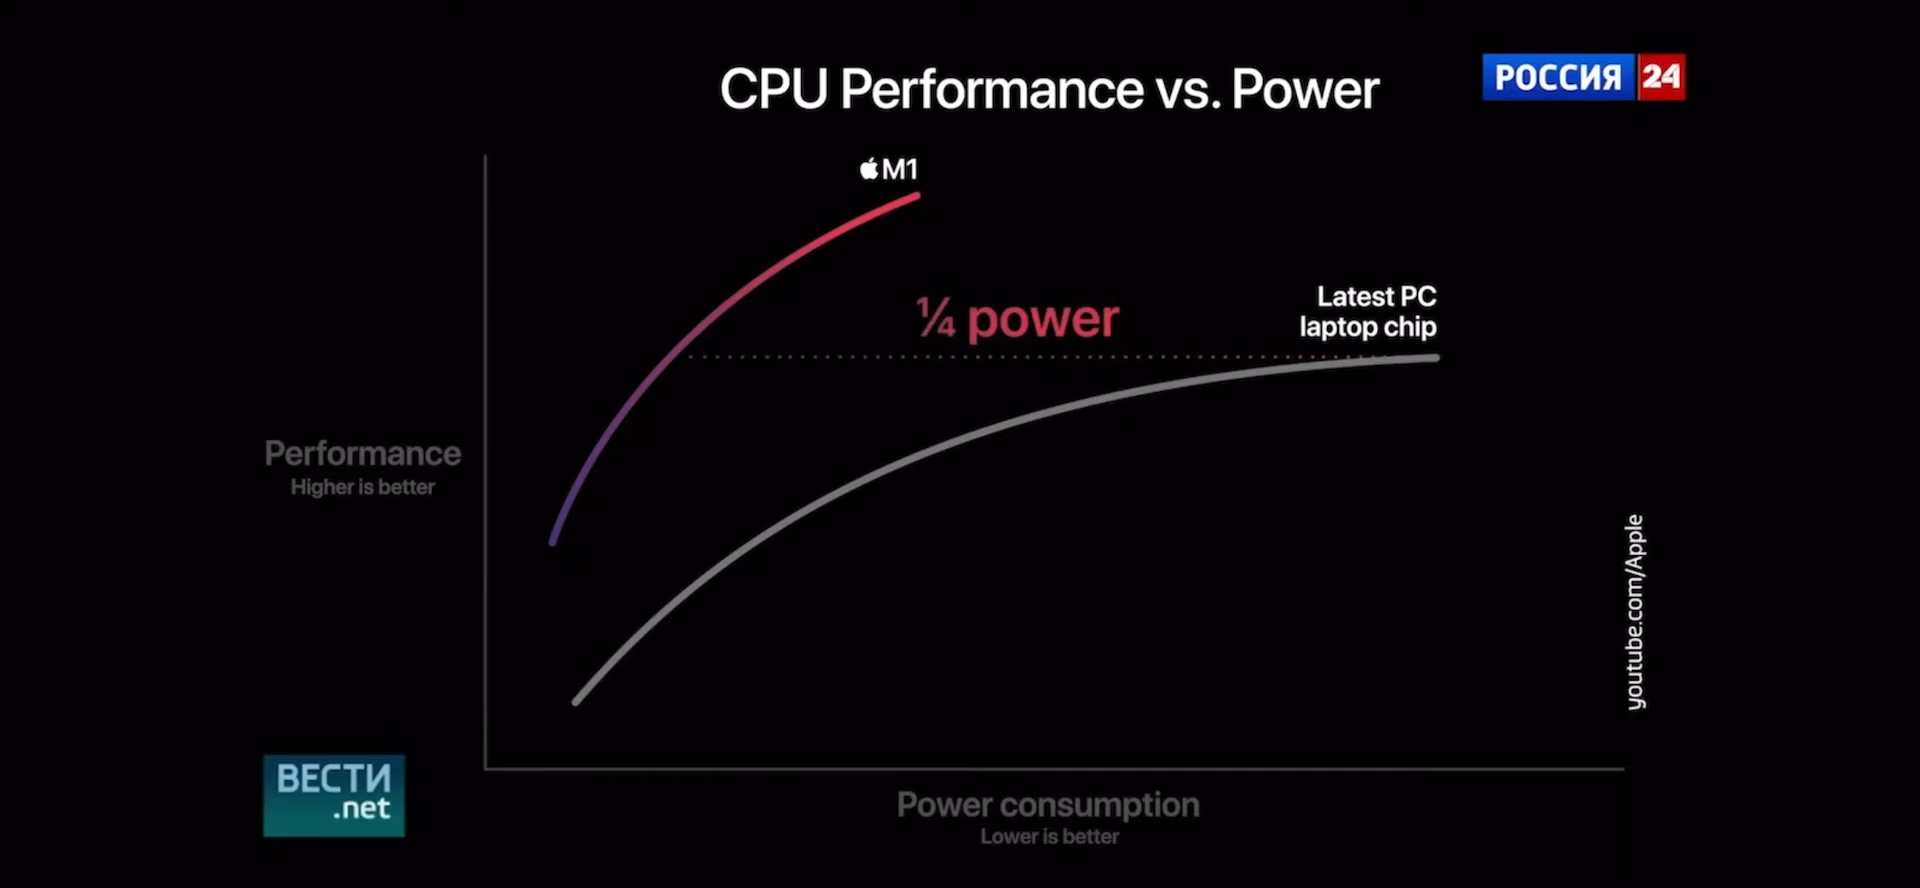 CPU Performance vs. Power
РОССИЯ 24
M1
¼ power
Latest PC
laptop chip
Performance
Higher is better
youtube.com/Apple
ВЕСТИ
.net
Power consumption
Lower is better